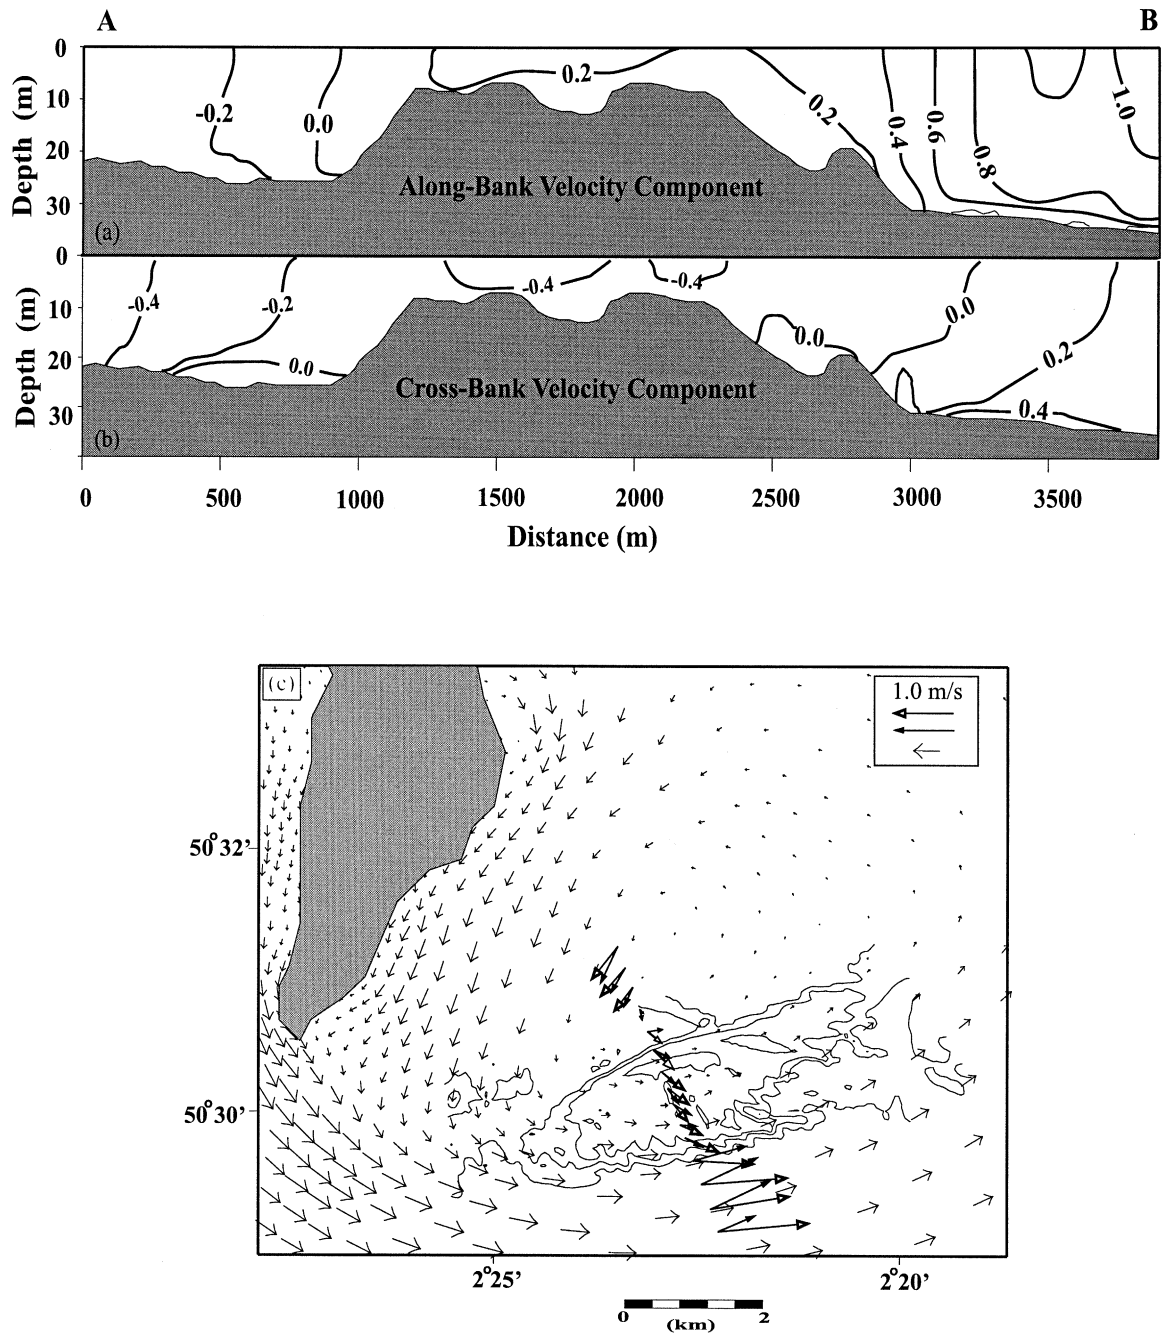 A B
0
10
20
30
Depth (m)
-0.2 0.0 0.2 0.2 0.4 0.6 0.8 1.0
Along-Bank Velocity Component
(a)
0
10
20
30
Depth (m)
-0.4 -0.2 0.0 -0.4 -0.4 0.0 0.0 0.2 0.4
Cross-Bank Velocity Component
(b)
0 500 1000 1500 2000 2500 3000 3500
Distance (m)
(c)
1.0 m/s
50°32'
50°30'
2°25' 2°20'
0 2
(km)